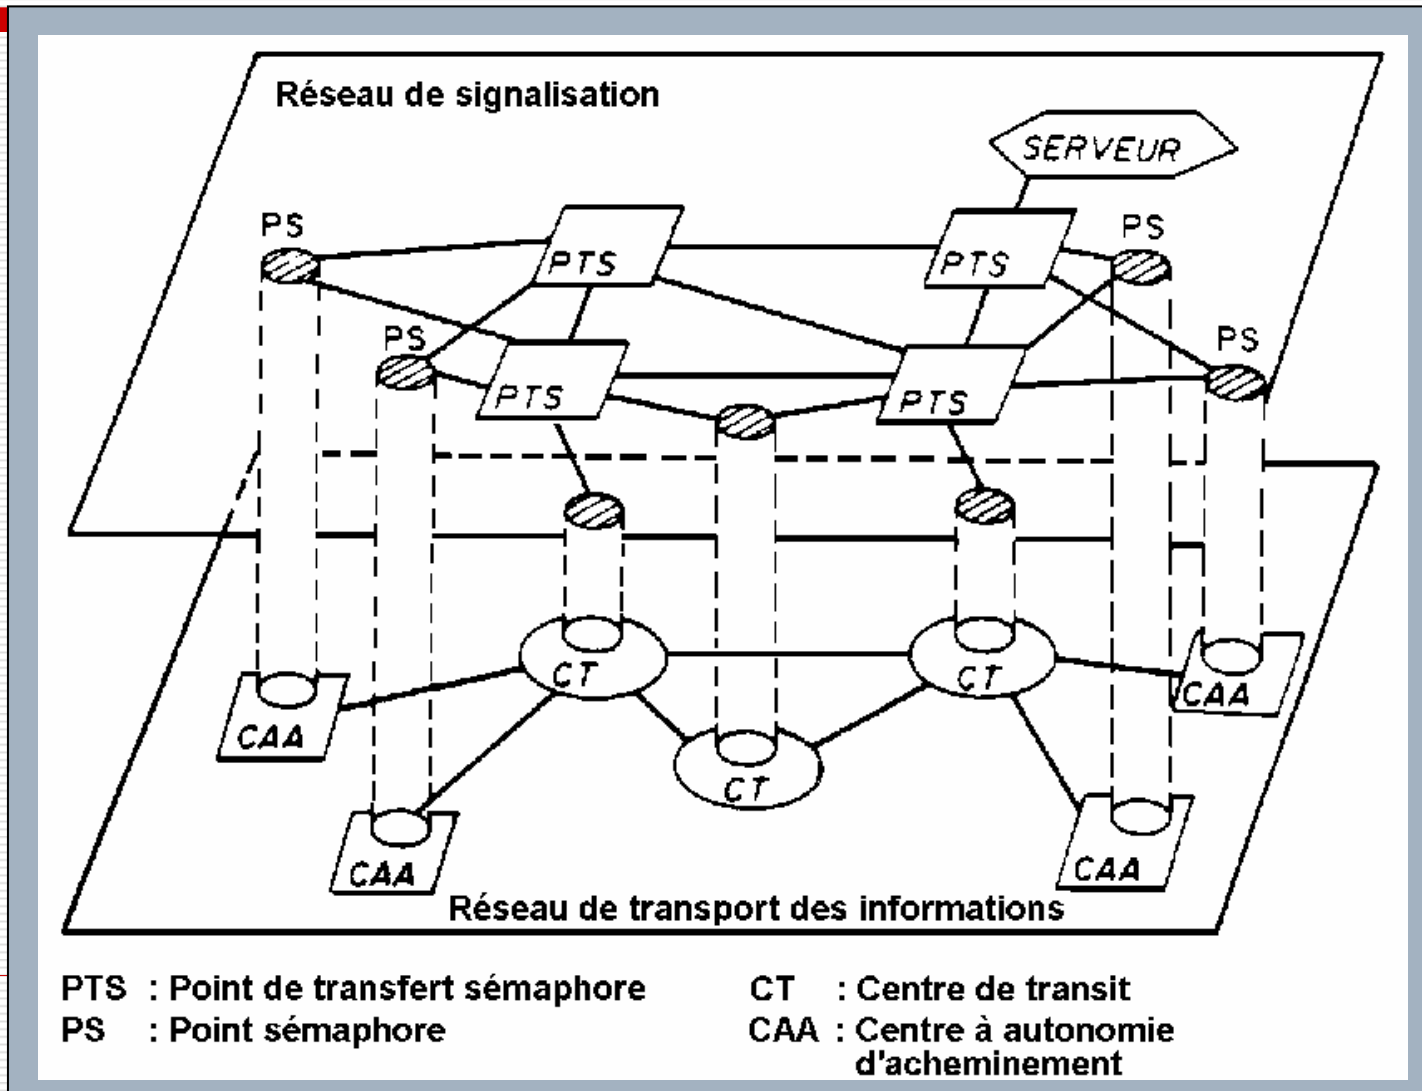 Réseau de signalisation
SERVEUR
PS
PTS
PTS
PS
PS
PTS
PTS
PS
CT
CT
CAA
CAA
CT
CAA
CAA
Réseau de transport des informations
PTS : Point de transfert sémaphore
PS : Point sémaphore
CT : Centre de transit
CAA : Centre à autonomie
d'acheminement